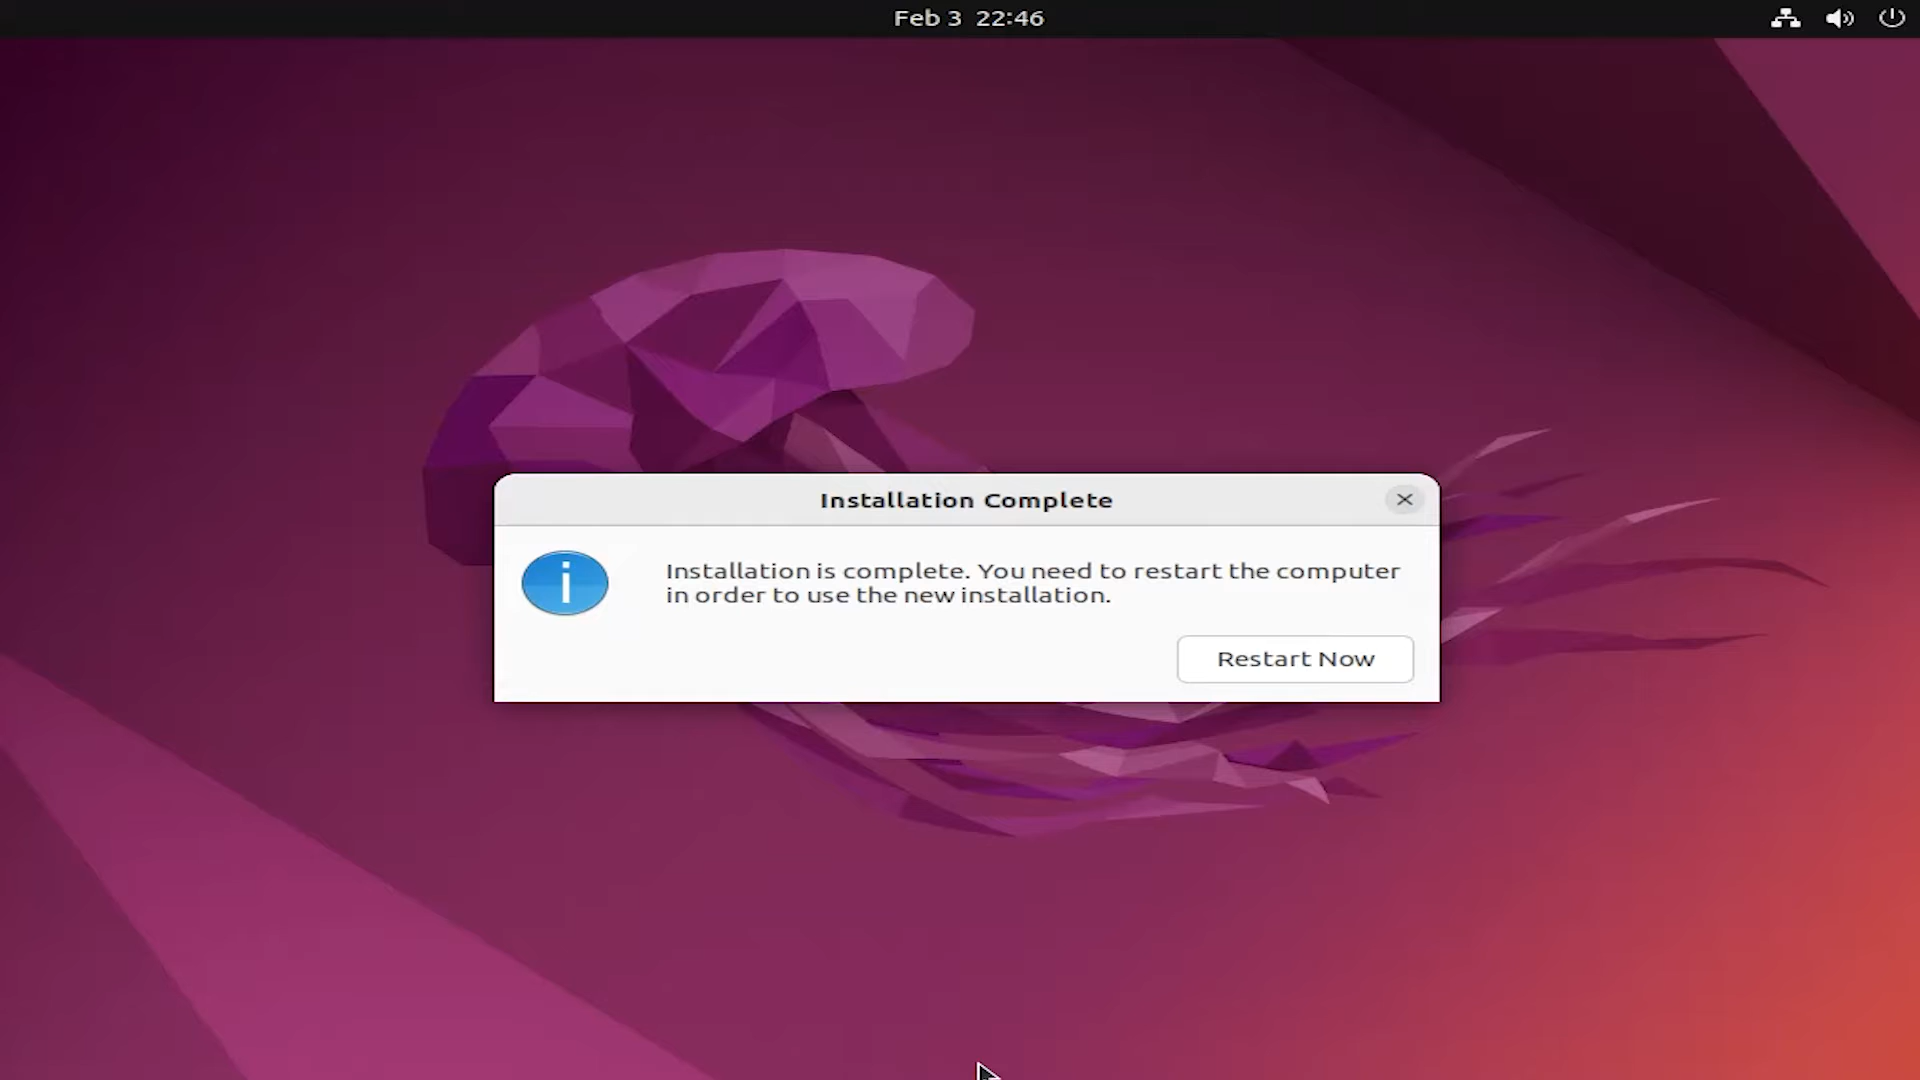 Feb 3 22:46
Installation Complete
Installation is complete. You need to restart the computer
in order to use the new installation.
Restart Now